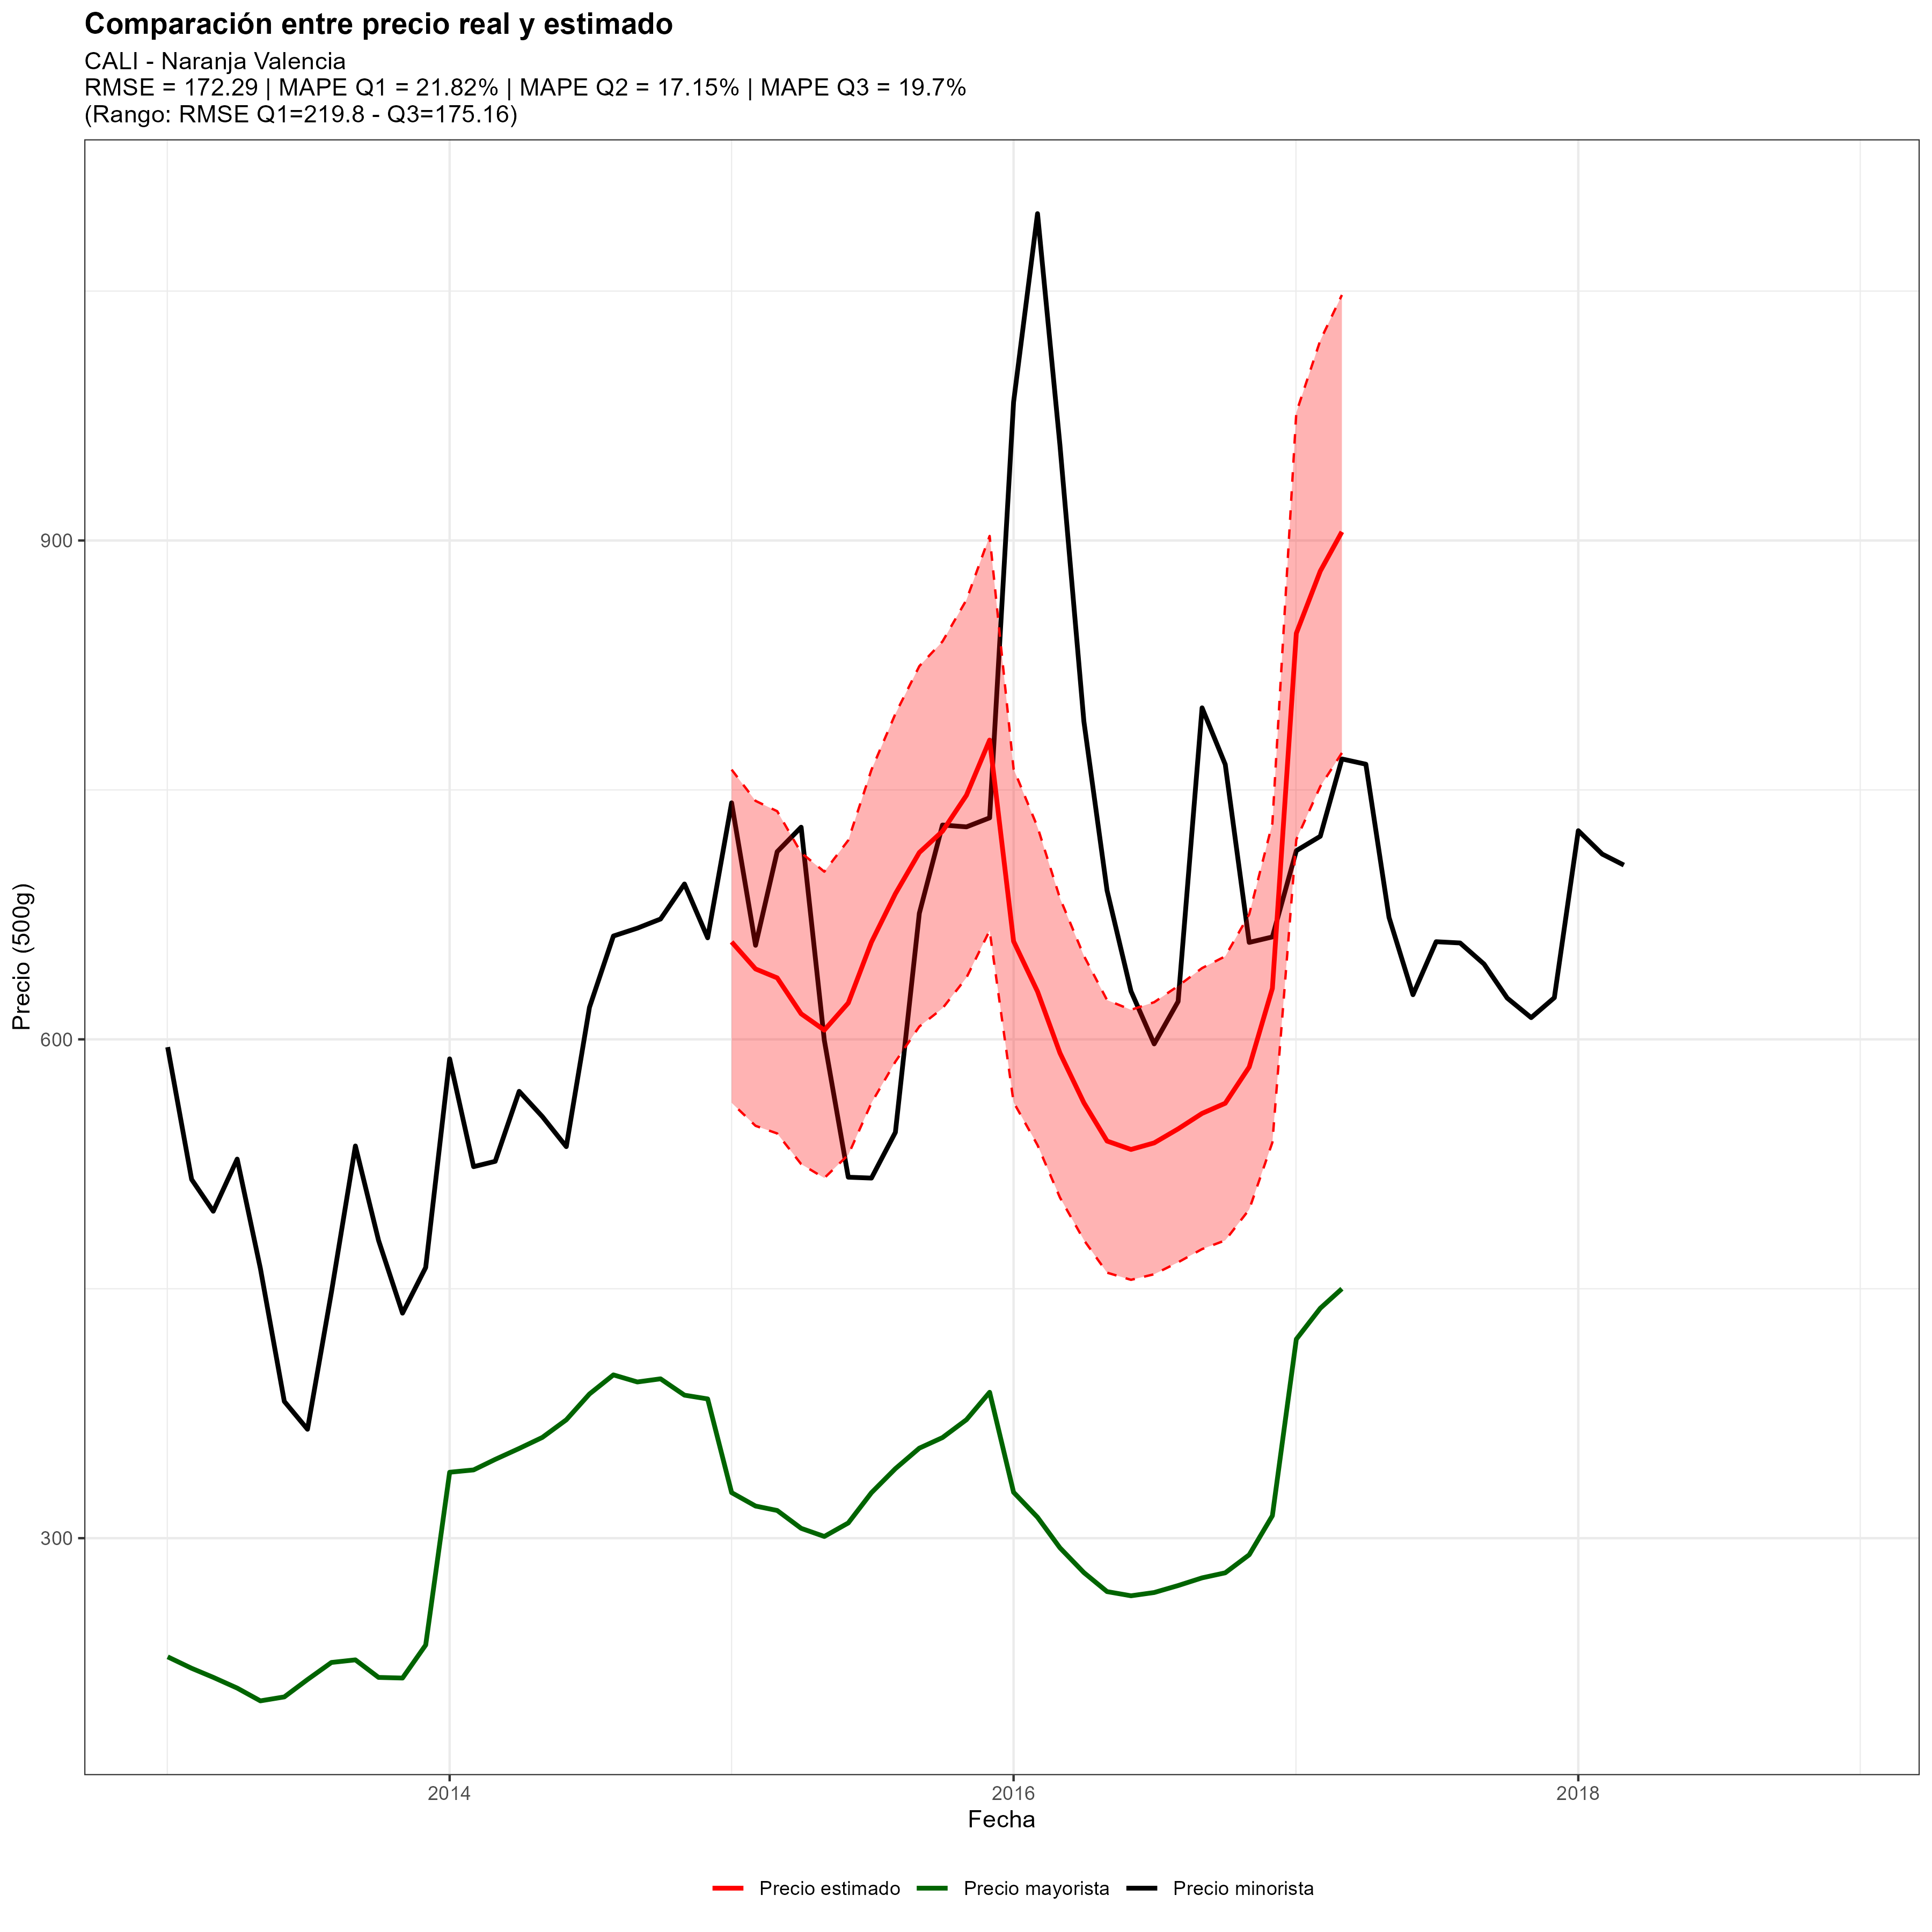 Comparación entre precio real y estimado
CALI - Naranja Valencia
RMSE = 172.29 | MAPE Q1 = 21.82% | MAPE Q2 = 17.15% | MAPE Q3 = 19.7%
(Rango: RMSE Q1=219.8 - Q3=175.16)
Precio (500g)
900
600
300
2014
2016
2018
Fecha
Precio estimado
Precio mayorista
Precio minorista